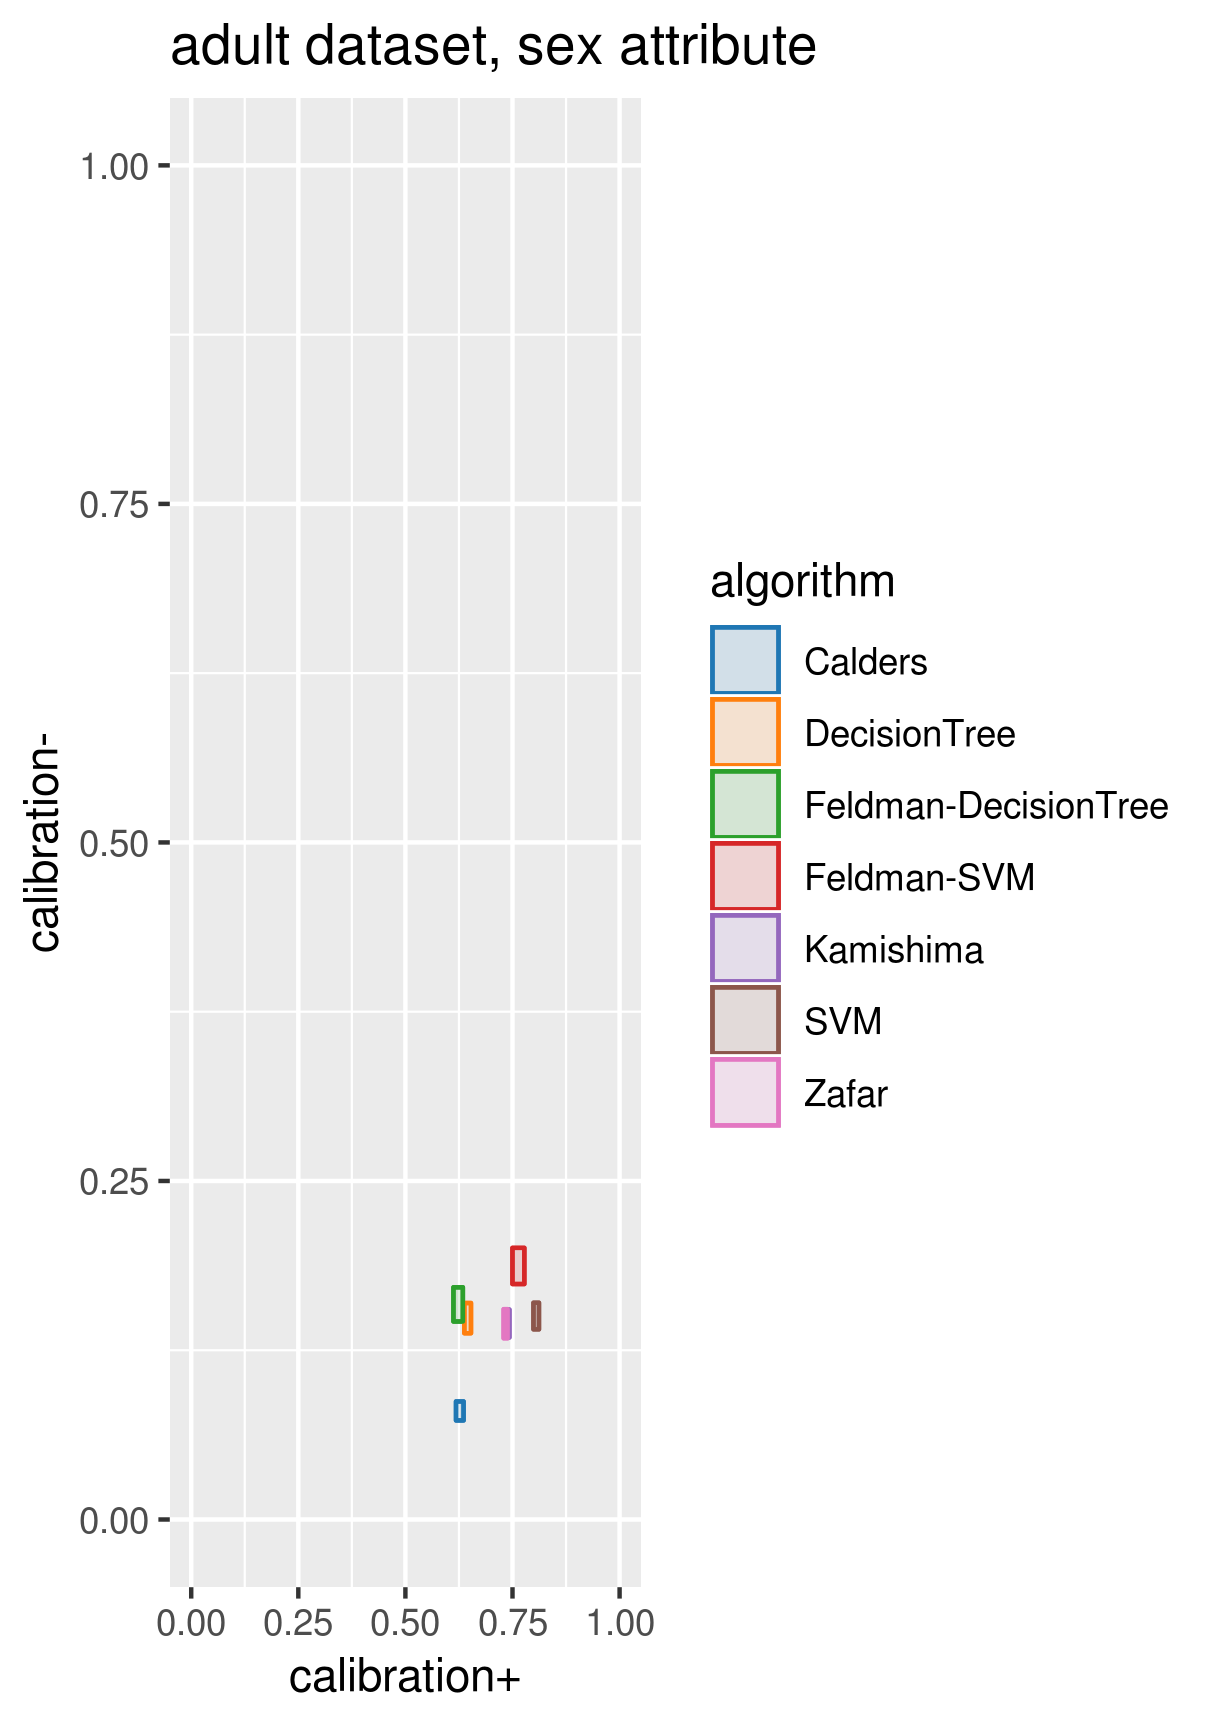 adult dataset, sex attribute
1.00
0.75
0.50
0.25
0.00
calibration-
0.00 0.25 0.50 0.75 1.00
calibration+
algorithm
Calders
DecisionTree
Feldman-DecisionTree
Feldman-SVM
Kamishima
SVM
Zafar